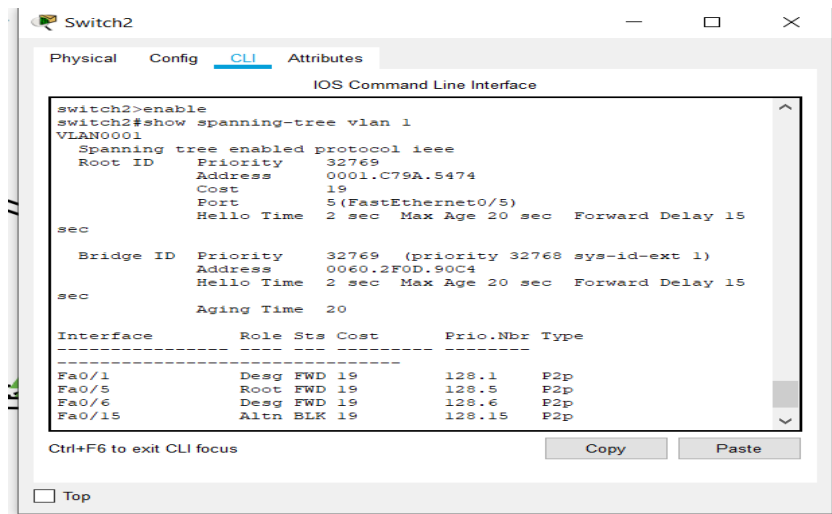 Switch2
Physical Config CLI Attributes
IOS Command Line Interface
switch2>enable
switch2#show spanning-tree vlan 1
VLAN0001
  Spanning tree enabled protocol ieee
  Root ID    Priority    32769
             Address     0001.C79A.5474
             Cost        19
             Port        5(FastEthernet0/5)
             Hello Time  2 sec  Max Age 20 sec  Forward Delay 15
sec
  Bridge ID  Priority    32769  (priority 32768 sys-id-ext 1)
             Address     0060.2F0D.90C4
             Hello Time  2 sec  Max Age 20 sec  Forward Delay 15
sec
             Aging Time  20
Interface        Role Sts Cost      Prio.Nbr Type
---------------- ---- --- --------- --------
--------------------------------
Fa0/1            Desg FWD 19        128.1    P2p
Fa0/5            Root FWD 19        128.5    P2p
Fa0/6            Desg FWD 19        128.6    P2p
Fa0/15           Altn BLK 19        128.15   P2p
Ctrl+F6 to exit CLI focus
Copy Paste
Top